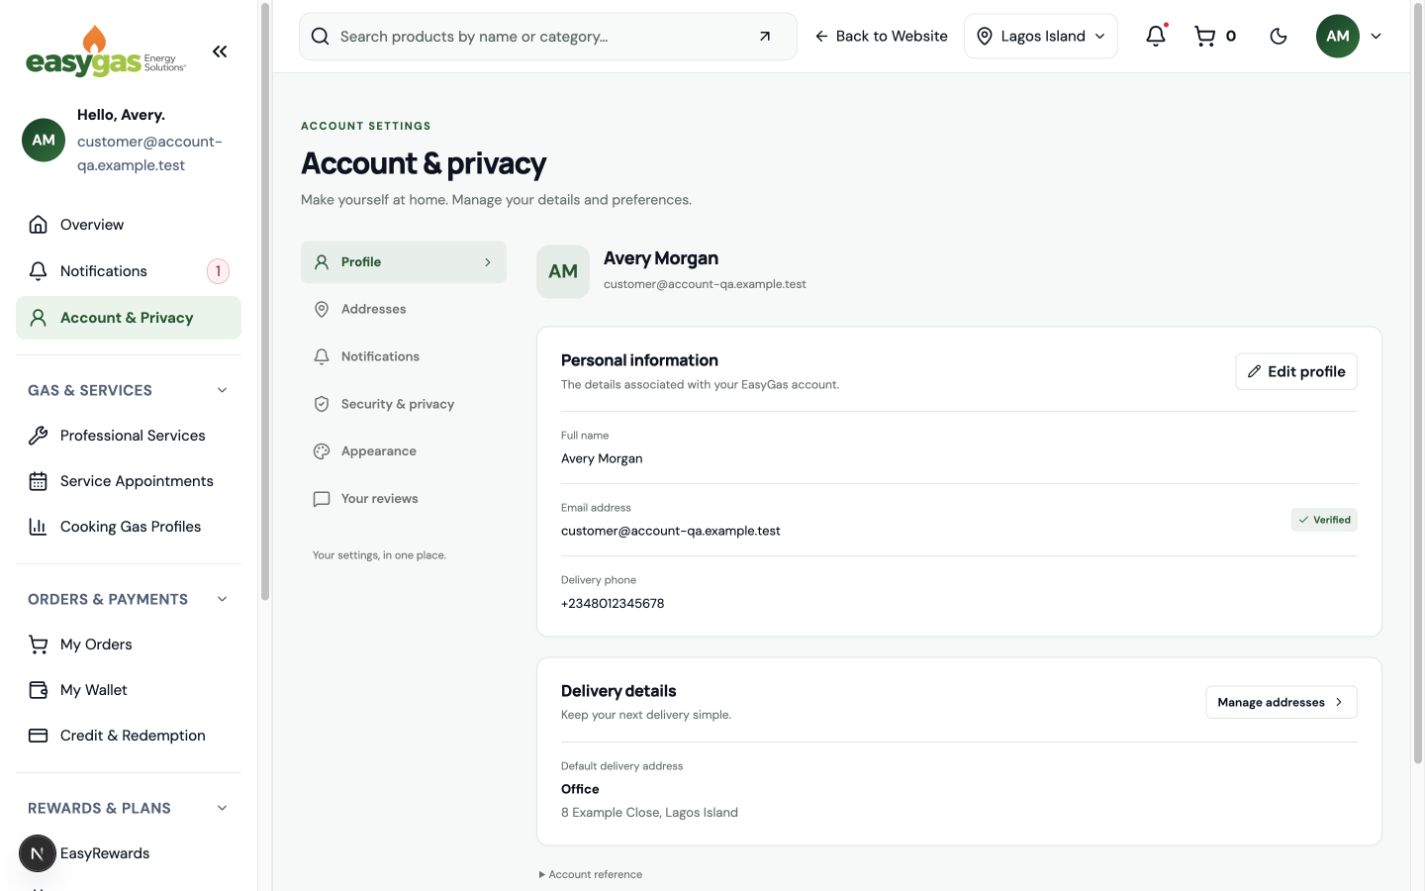 easygas Energy Solutions
Hello, Avery.
AM
customer@account-
qa.example.test
Overview
Notifications 1
Account & Privacy
GAS & SERVICES
Professional Services
Service Appointments
Cooking Gas Profiles
ORDERS & PAYMENTS
My Orders
My Wallet
Credit & Redemption
REWARDS & PLANS
N EasyRewards
Search products by name or category...
Back to Website
Lagos Island
0
AM
ACCOUNT SETTINGS
Account & privacy
Make yourself at home. Manage your details and preferences.
Profile
Addresses
Notifications
Security & privacy
Appearance
Your reviews
Your settings, in one place.
AM
Avery Morgan
customer@account-qa.example.test
Personal information
The details associated with your EasyGas account.
Edit profile
Full name
Avery Morgan
Email address
customer@account-qa.example.test
Verified
Delivery phone
+2348012345678
Delivery details
Keep your next delivery simple.
Manage addresses
Default delivery address
Office
8 Example Close, Lagos Island
Account reference